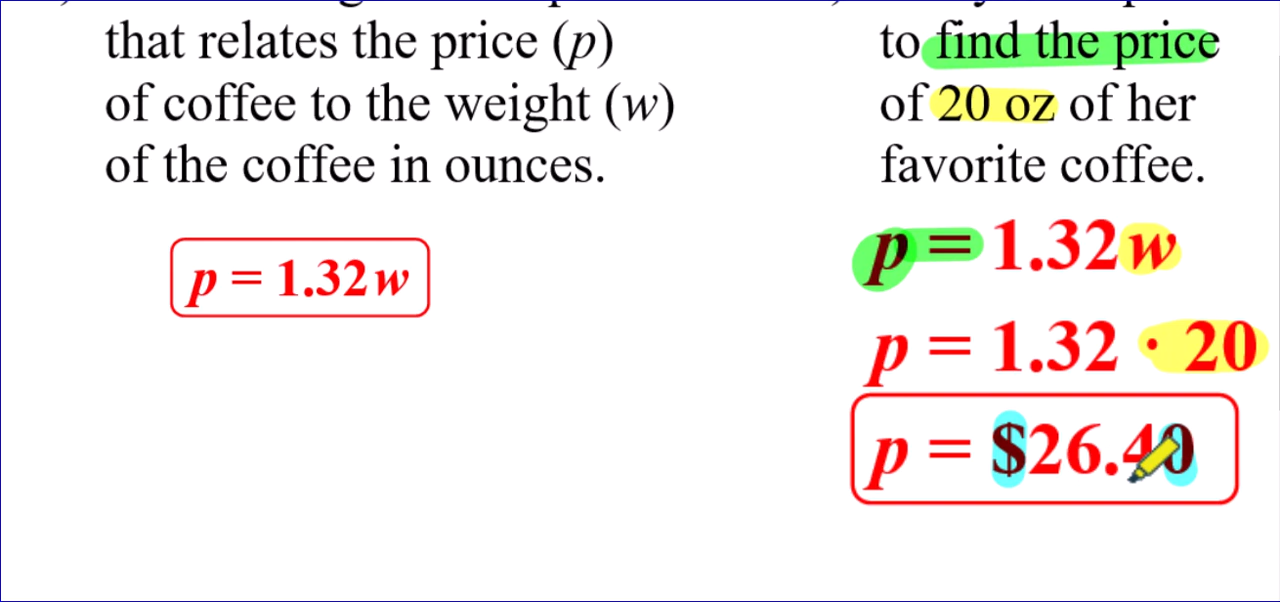 that relates the price (p)
of coffee to the weight (w)
of the coffee in ounces.
p = 1.32w
to find the price
of 20 oz of her
favorite coffee.
p = 1.32w
p = 1.32 · 20
p = $26.40